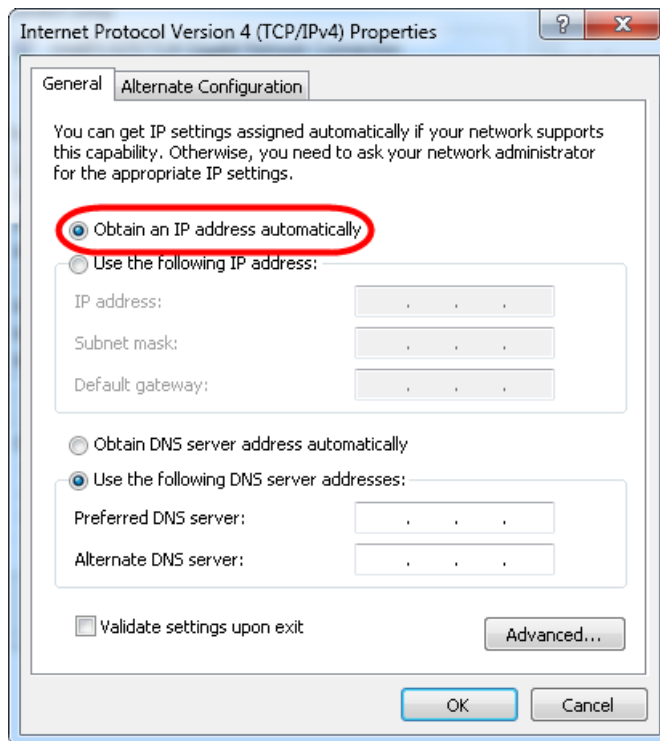 Internet Protocol Version 4 (TCP/IPv4) Properties
General
Alternate Configuration
You can get IP settings assigned automatically if your network supports
this capability. Otherwise, you need to ask your network administrator
for the appropriate IP settings.
Obtain an IP address automatically
Use the following IP address:
IP address:
Subnet mask:
Default gateway:
Obtain DNS server address automatically
Use the following DNS server addresses:
Preferred DNS server:
Alternate DNS server:
Validate settings upon exit
Advanced...
OK
Cancel